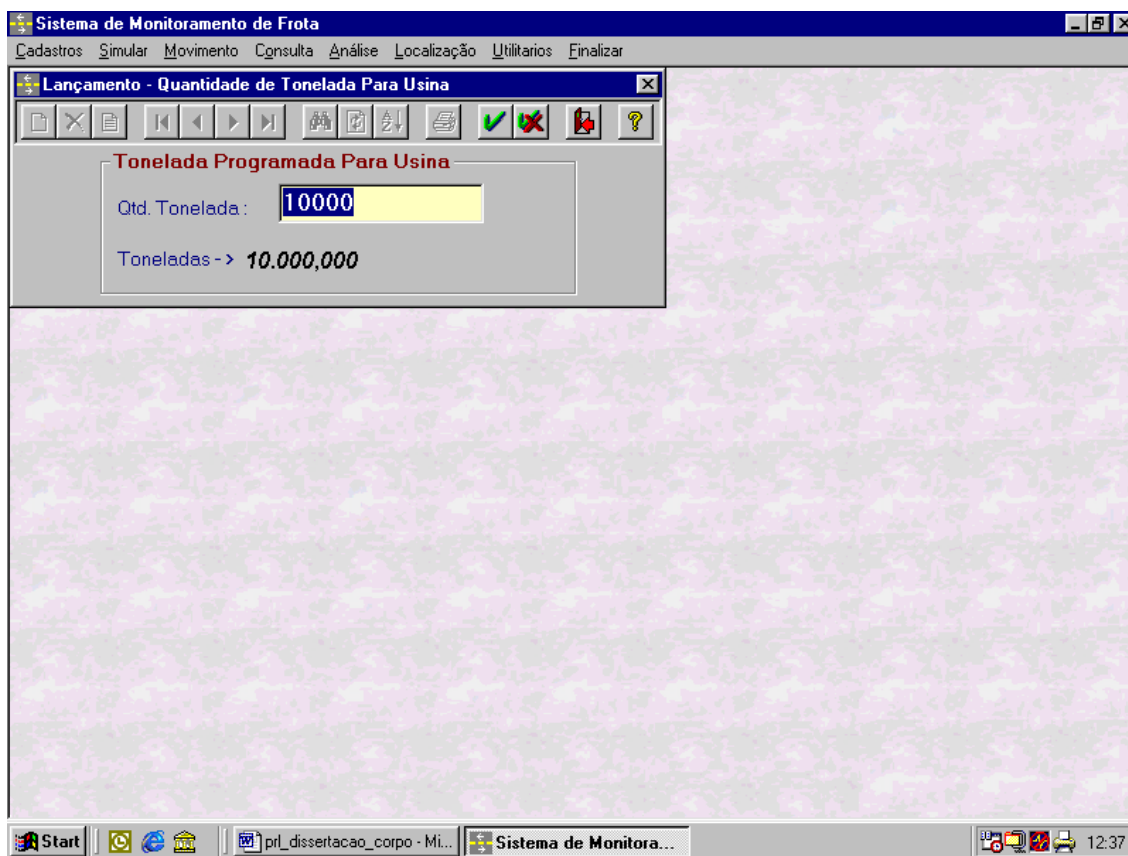 Sistema de Monitoramento de Frota
Cadastros Simular Movimento Consulta Análise Localização Utilitarios Finalizar
Lançamento - Quantidade de Tonelada Para Usina
Tonelada Programada Para Usina
Qtd. Tonelada : 10000
Toneladas -> 10.000,000
Start prl_dissertacao_corpo - Mi... Sistema de Monitora... 12:37